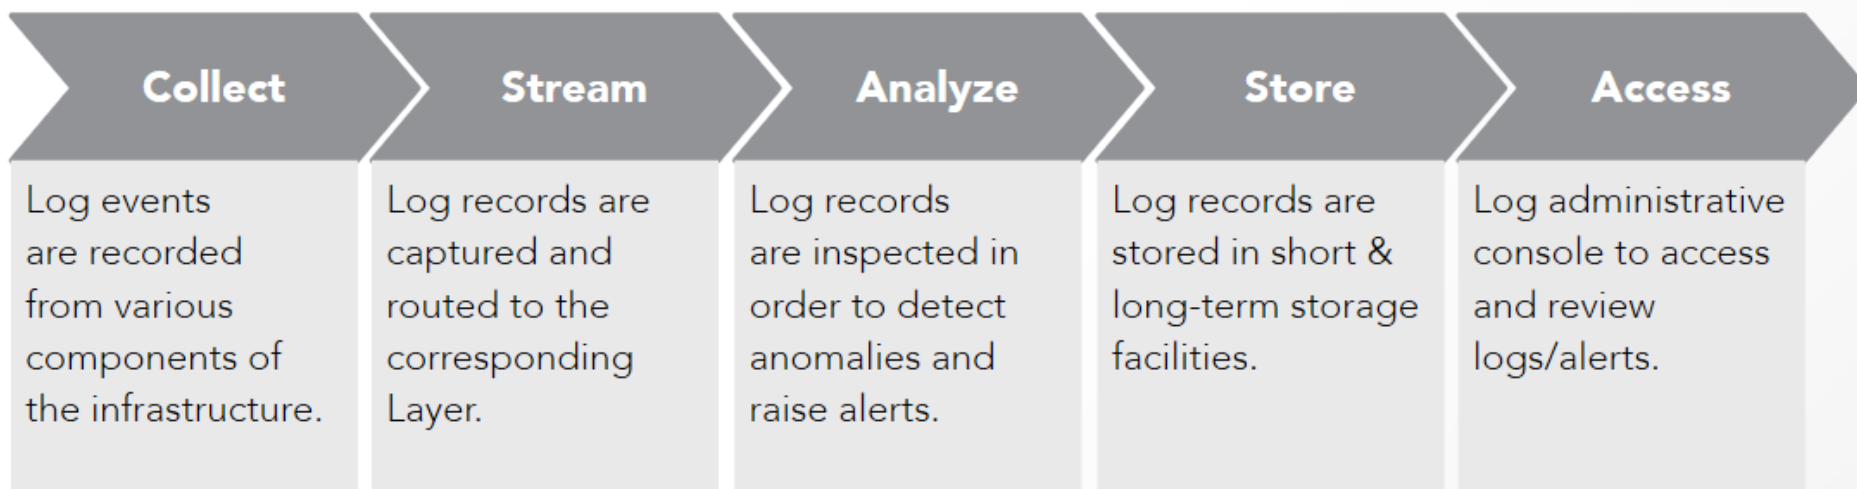 Collect
Log events
are recorded
from various
components of
the infrastructure.
Stream
Log records are
captured and
routed to the
corresponding
Layer.
Analyze
Log records
are inspected in
order to detect
anomalies and
raise alerts.
Store
Log records are
stored in short &
long-term storage
facilities.
Access
Log administrative
console to access
and review
logs/alerts.